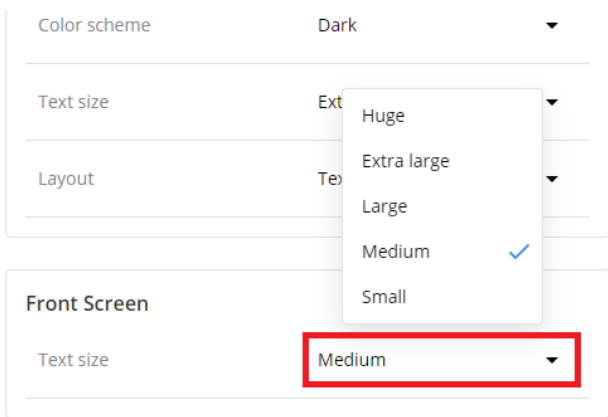 Color scheme Dark
Text size Ext
Huge
Extra large
Layout Tex
Large
Medium
Small
Front Screen
Text size Medium